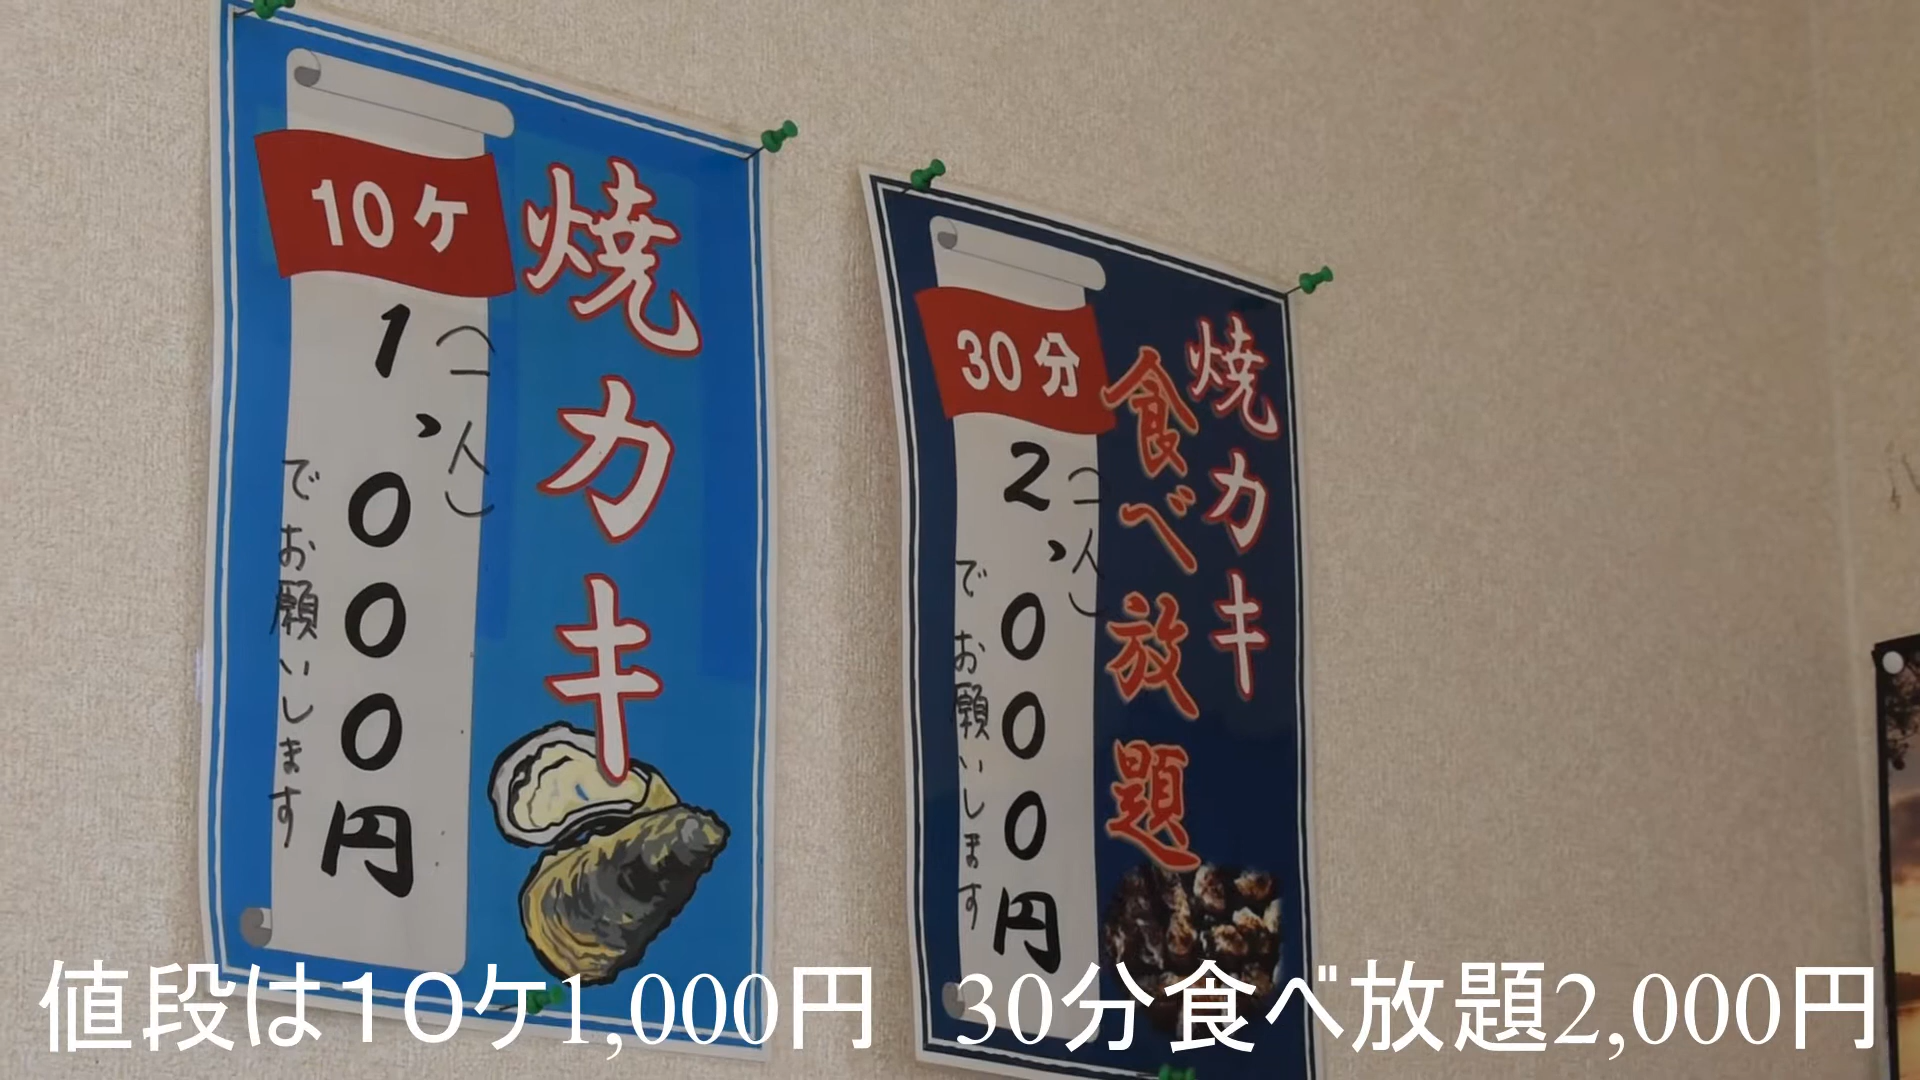 焼カキ
10ケ
(一人)
1,000円
でお願いします
焼カキ
食べ放題
30分
(一人)
2,000円
でお願いします
値段は１０ケ1,000円　30分食べ放題2,000円